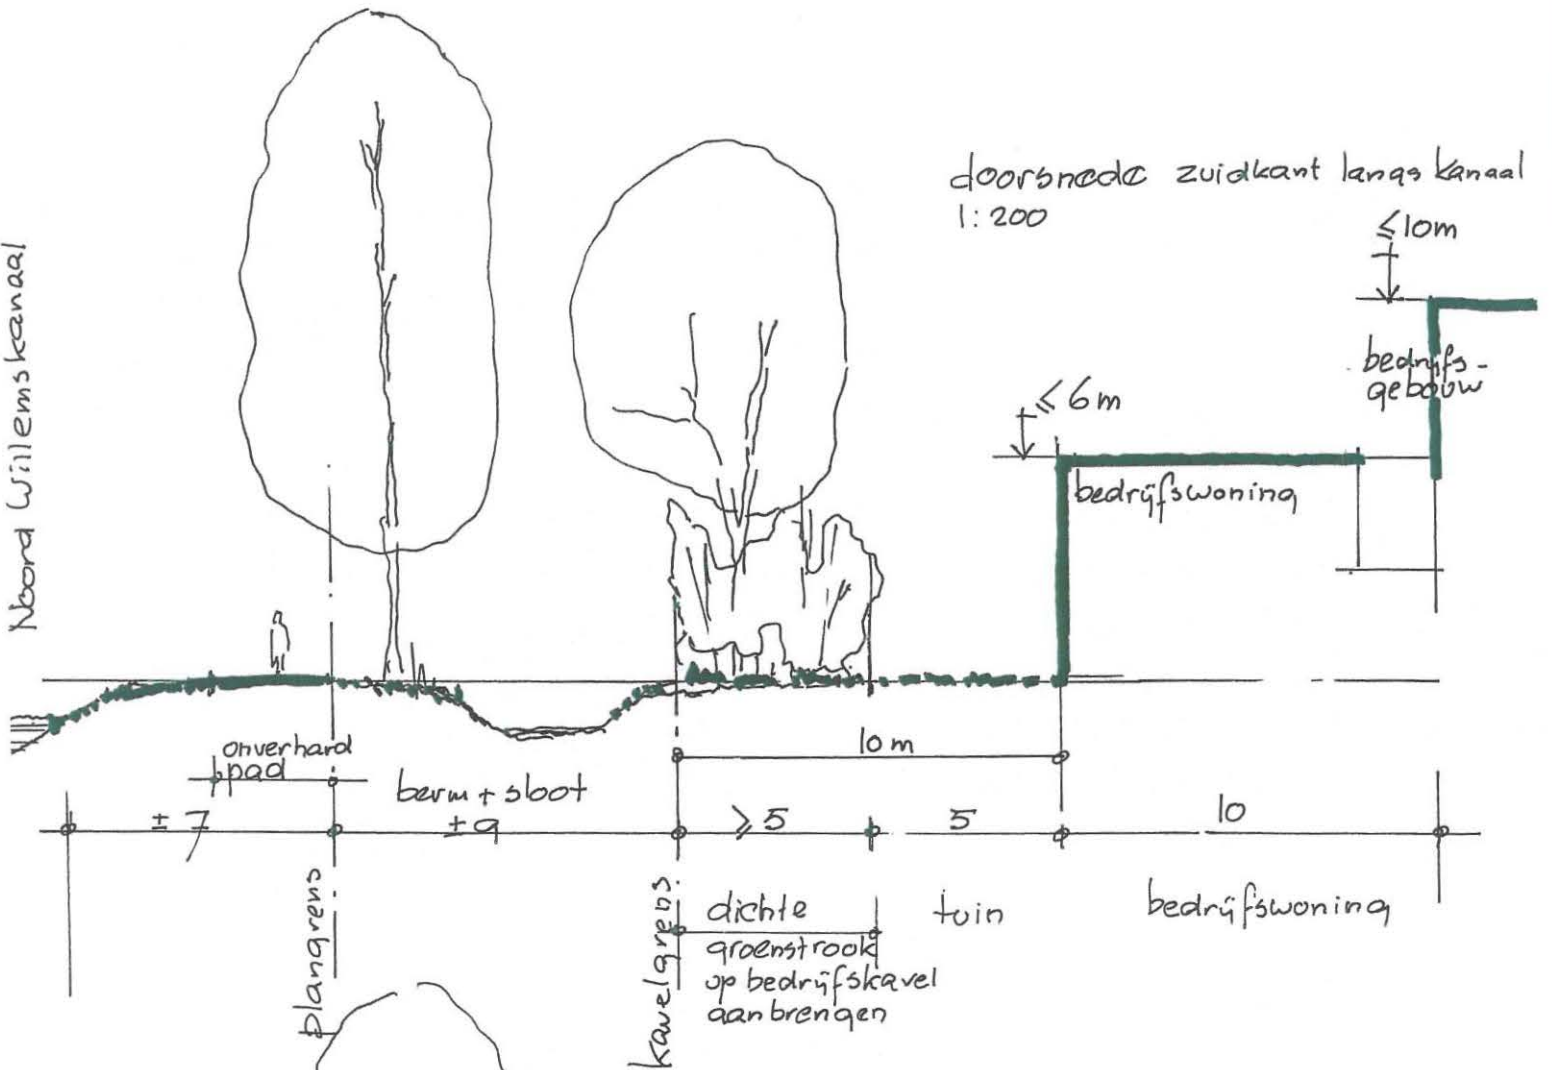 doorsnede zuidkant langs kanaal
1:200
Noord Willemskanaal
≤10m
bedrijfs-
gebouw
≤6m
bedrijfswoning
onverhard
pad
10m
berm + sloot
±7
±9
≥5
5
10
plangrens
kavelgrens
dichte
groenstrook
op bedrijfskavel
aanbrengen
tuin
bedrijfswoning